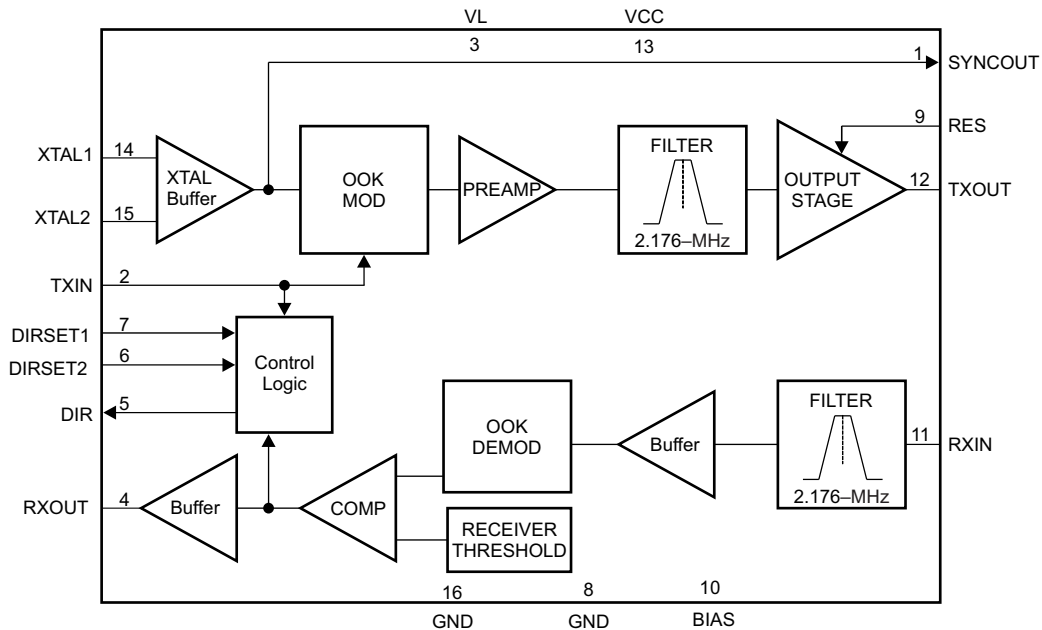 VL
VCC
3
13
1
SYNCOUT
9
RES
XTAL1
14
XTAL
Buffer
XTAL2
15
OOK
MOD
PREAMP
FILTER
2.176–MHz
OUTPUT
STAGE
12
TXOUT
TXIN
2
DIRSET1
7
DIRSET2
6
Control
Logic
DIR
5
OOK
DEMOD
Buffer
FILTER
2.176–MHz
11
RXIN
RXOUT
4
Buffer
COMP
RECEIVER
THRESHOLD
16
8
10
GND
GND
BIAS